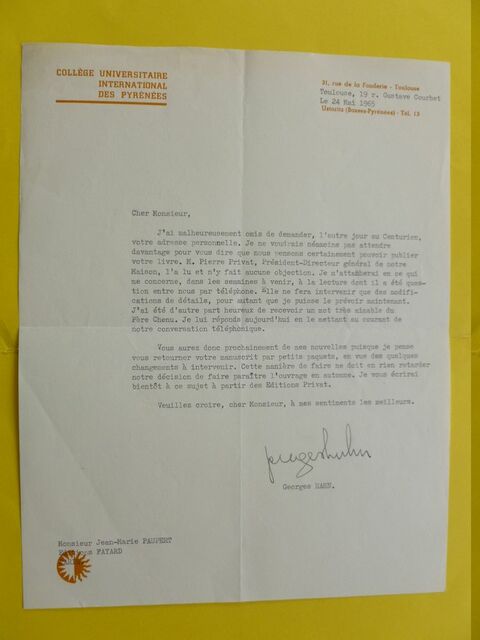 COLLÈGE UNIVERSITAIRE
INTERNATIONAL
DES PYRÉNÉES
31, rue de la Fonderie - Toulouse
Toulouse, 19 r. Gustave Courbet
Le 24 Mai 1965
Ustaritz (Basses-Pyrénées) - Tél. 13
Cher Monsieur,
J'ai malheureusement omis de demander, l'autre jour au Centurion,
votre adresse personnelle. Je ne voudrais néamoins pas attendre
davantage pour vous dire que nous pensons certainement pouvoir publier
votre livre. M. Pierre Privat, Président-Directeur général de notre
Maison, l'a lu et n'y fait aucune objection. Je m'attacherai en ce qui
me concerne, dans les semaines à venir, à la lecture dont il a été ques-
tion entre nous par téléphone. Elle ne fera intervenir que des modifi-
cations de détails, pour autant que je puisse le prévoir maintenant.
J'ai été d'autre part heureux de recevoir un mot très aimable du
Père Chenu. Je lui réponds aujourd'hui en le mettant au courant de
notre conversation téléphonique.
Vous aurez donc prochainement de mes nouvelles puisque je pense
vous retourner votre manuscrit par petits paquets, en vue des quelques
changements à intervenir. Cette manière de faire ne doit en rien retarder
notre décision de faire paraître l'ouvrage en automne. Je vous écrirai
bientôt à ce sujet à partir des Editions Privat.
Veuillez croire, cher Monsieur, à mes sentiments les meilleurs.
Georges HAHN.
Monsieur Jean-Marie PAUPERT
Editions FAYARD